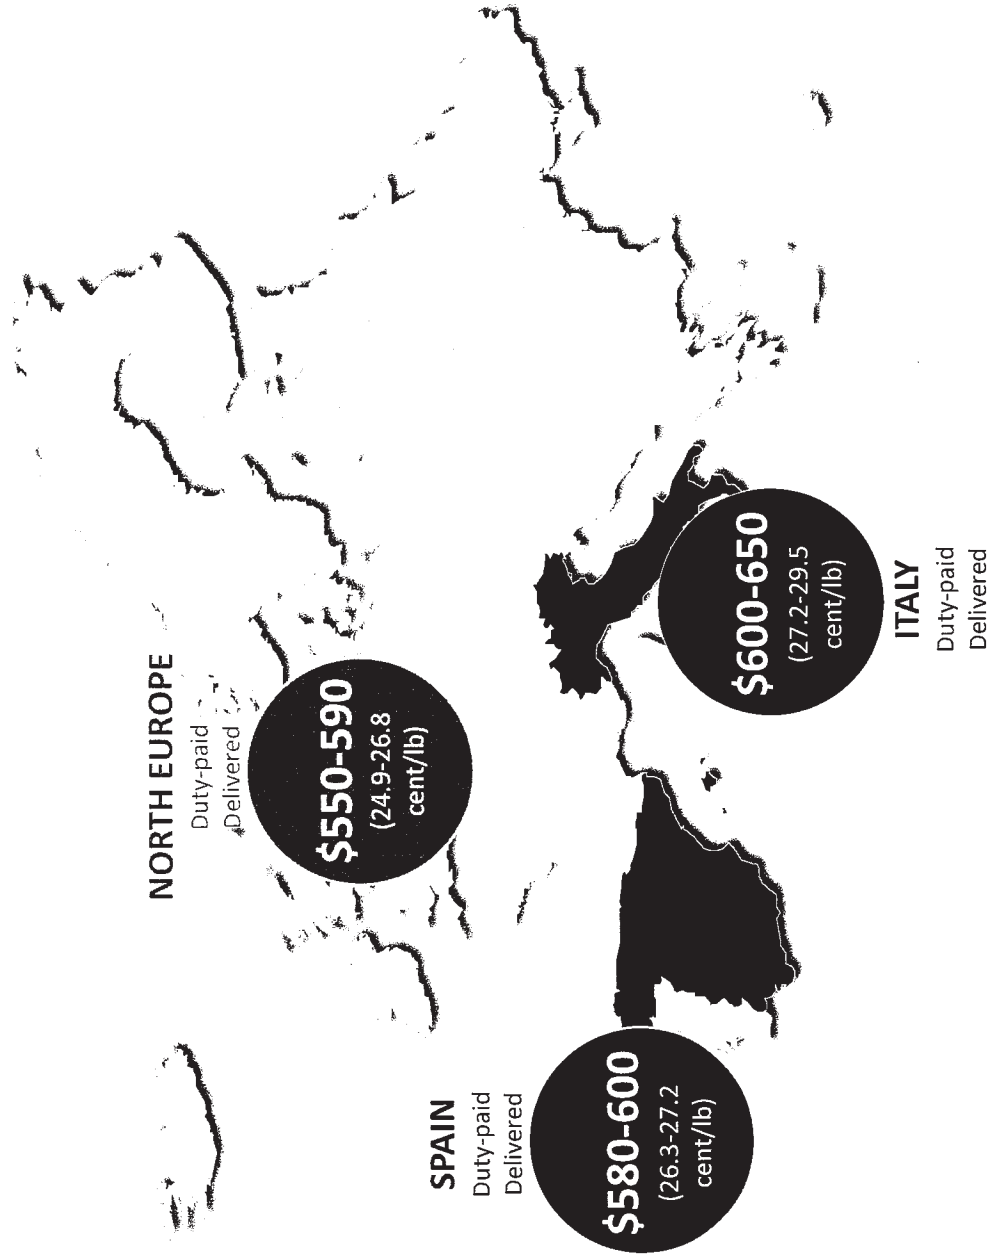 NORTH EUROPE
Duty-paid
Delivered
$550-590
(24.9-26.8
cent/lb)
SPAIN
Duty-paid
Delivered
$580-600
(26.3-27.2
cent/lb)
$600-650
(27.2-29.5
cent/lb)
ITALY
Duty-paid
Delivered